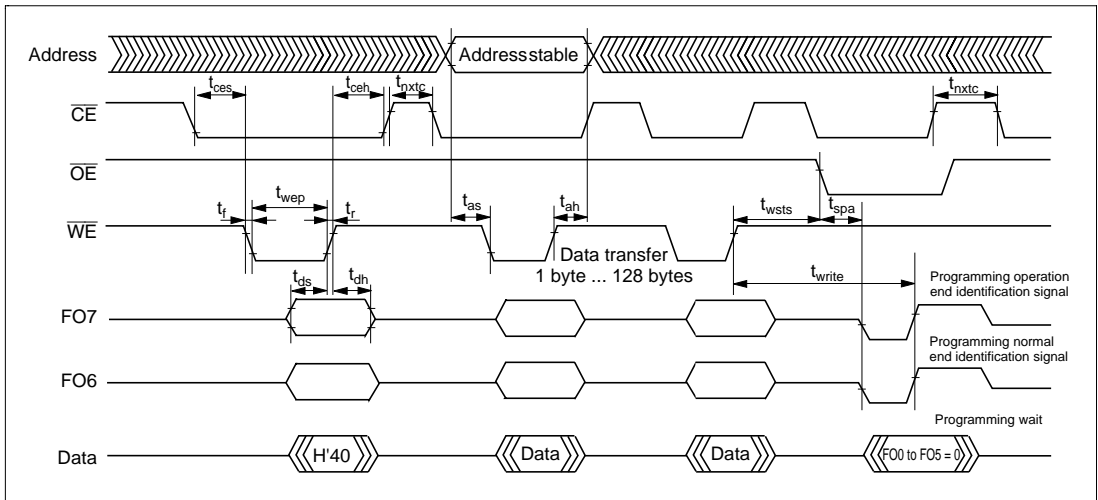 Address
Address stable
t_ces
t_ceh
t_nxtc
t_nxtc
CE
OE
t_wep
t_f
t_r
t_as
t_ah
t_wsts
t_spa
WE
Data transfer
1 byte ... 128 bytes
t_ds
t_dh
t_write
Programming operation
end identification signal
FO7
Programming normal
end identification signal
FO6
Programming wait
Data
H'40
Data
Data
FO0 to FO5 = 0